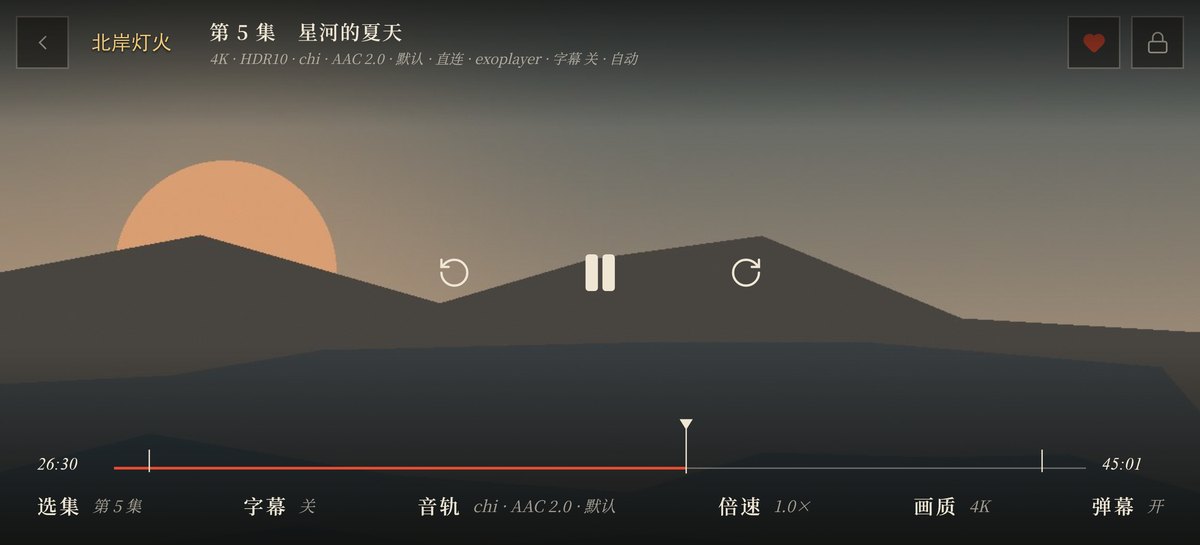 北岸灯火
第 5 集 星河的夏天
4K · HDR10 · chi · AAC 2.0 · 默认 · 直连 · exoplayer · 字幕 关 · 自动
26:30
45:01
选集 第 5 集 字幕 关 音轨 chi · AAC 2.0 · 默认 倍速 1.0× 画质 4K 弹幕 开